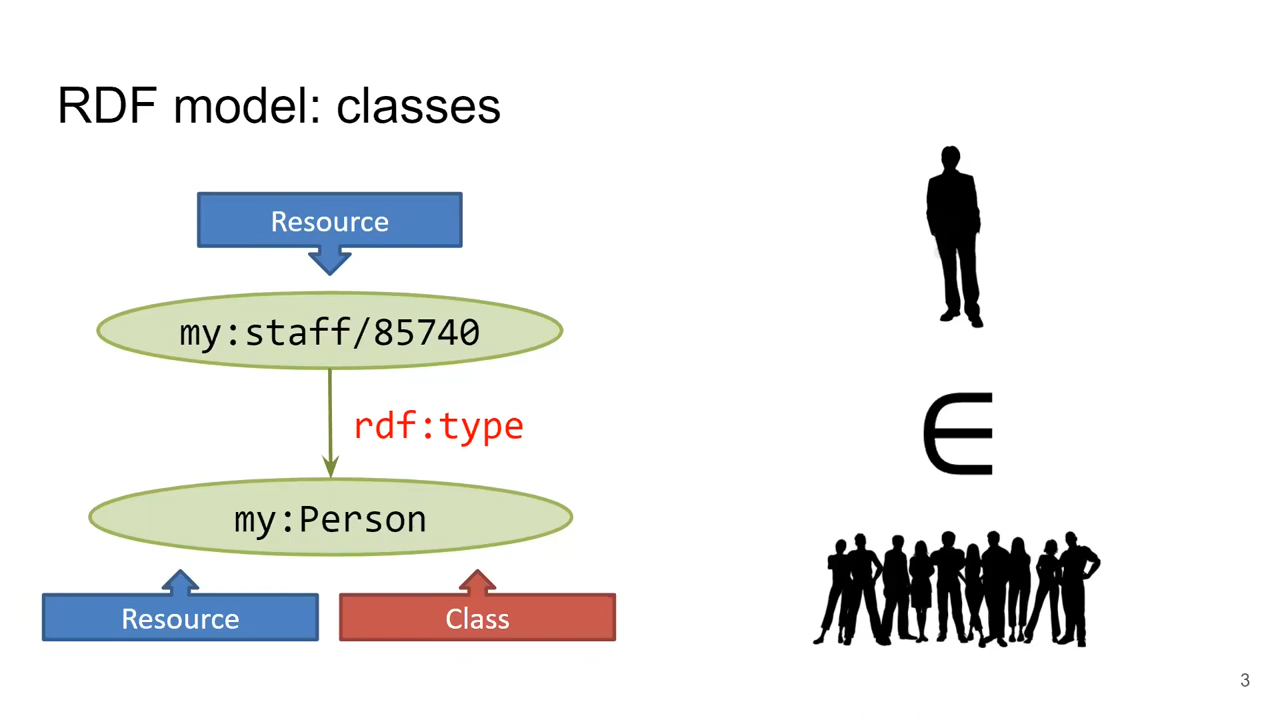 RDF model: classes
Resource
my:staff/85740
rdf:type
∈
my:Person
Resource
Class
3